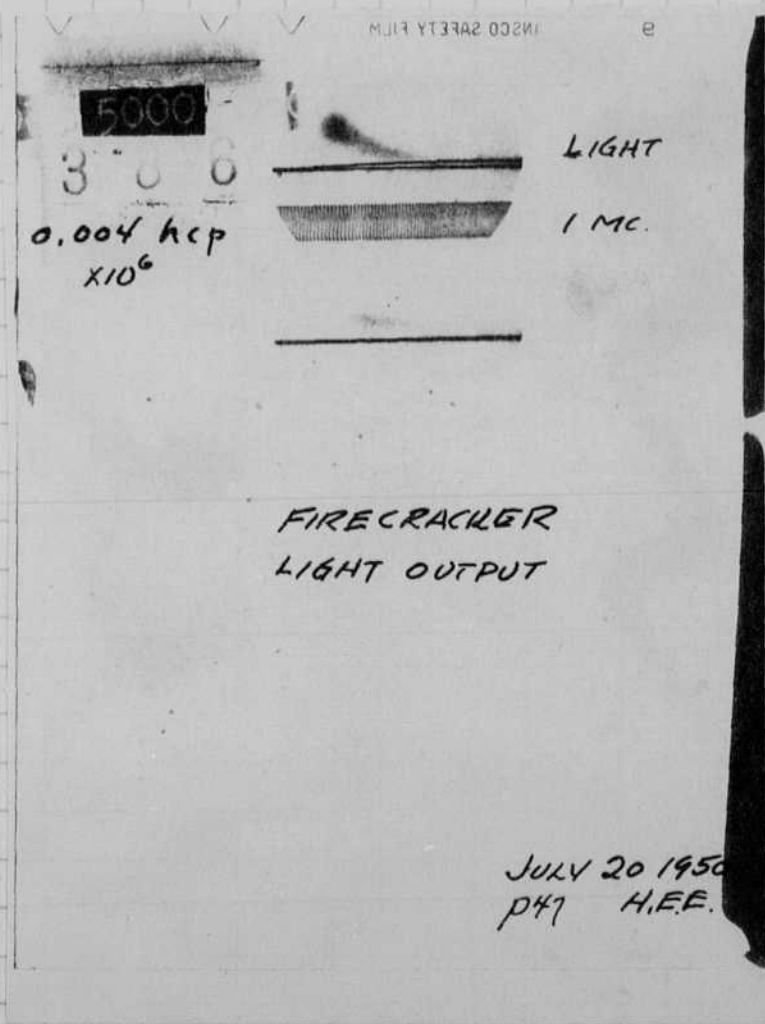 ANSCO SAFETY FILM 9
5000
3 0 6
LIGHT
0.004 hcp
X10⁶
1 MC.
FIRECRACKER
LIGHT OUTPUT
JULY 20 1950
P47 H.E.E.